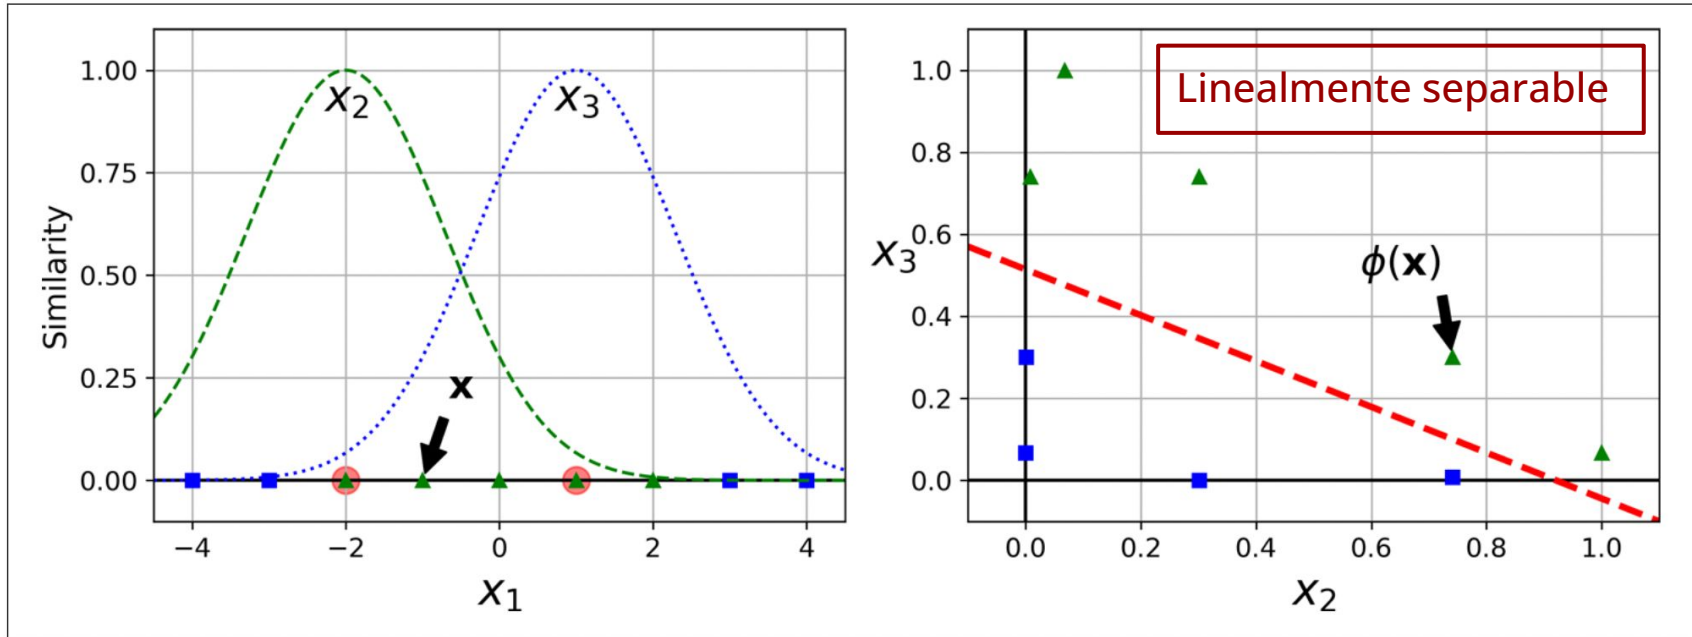 1.00
0.75
0.50
0.25
0.00
Similarity
x₂
x₃
x
−4
−2
0
2
4
x₁
Linealmente separable
1.0
0.8
0.6
0.4
0.2
0.0
x₃
ϕ(x)
0.0
0.2
0.4
0.6
0.8
1.0
x₂